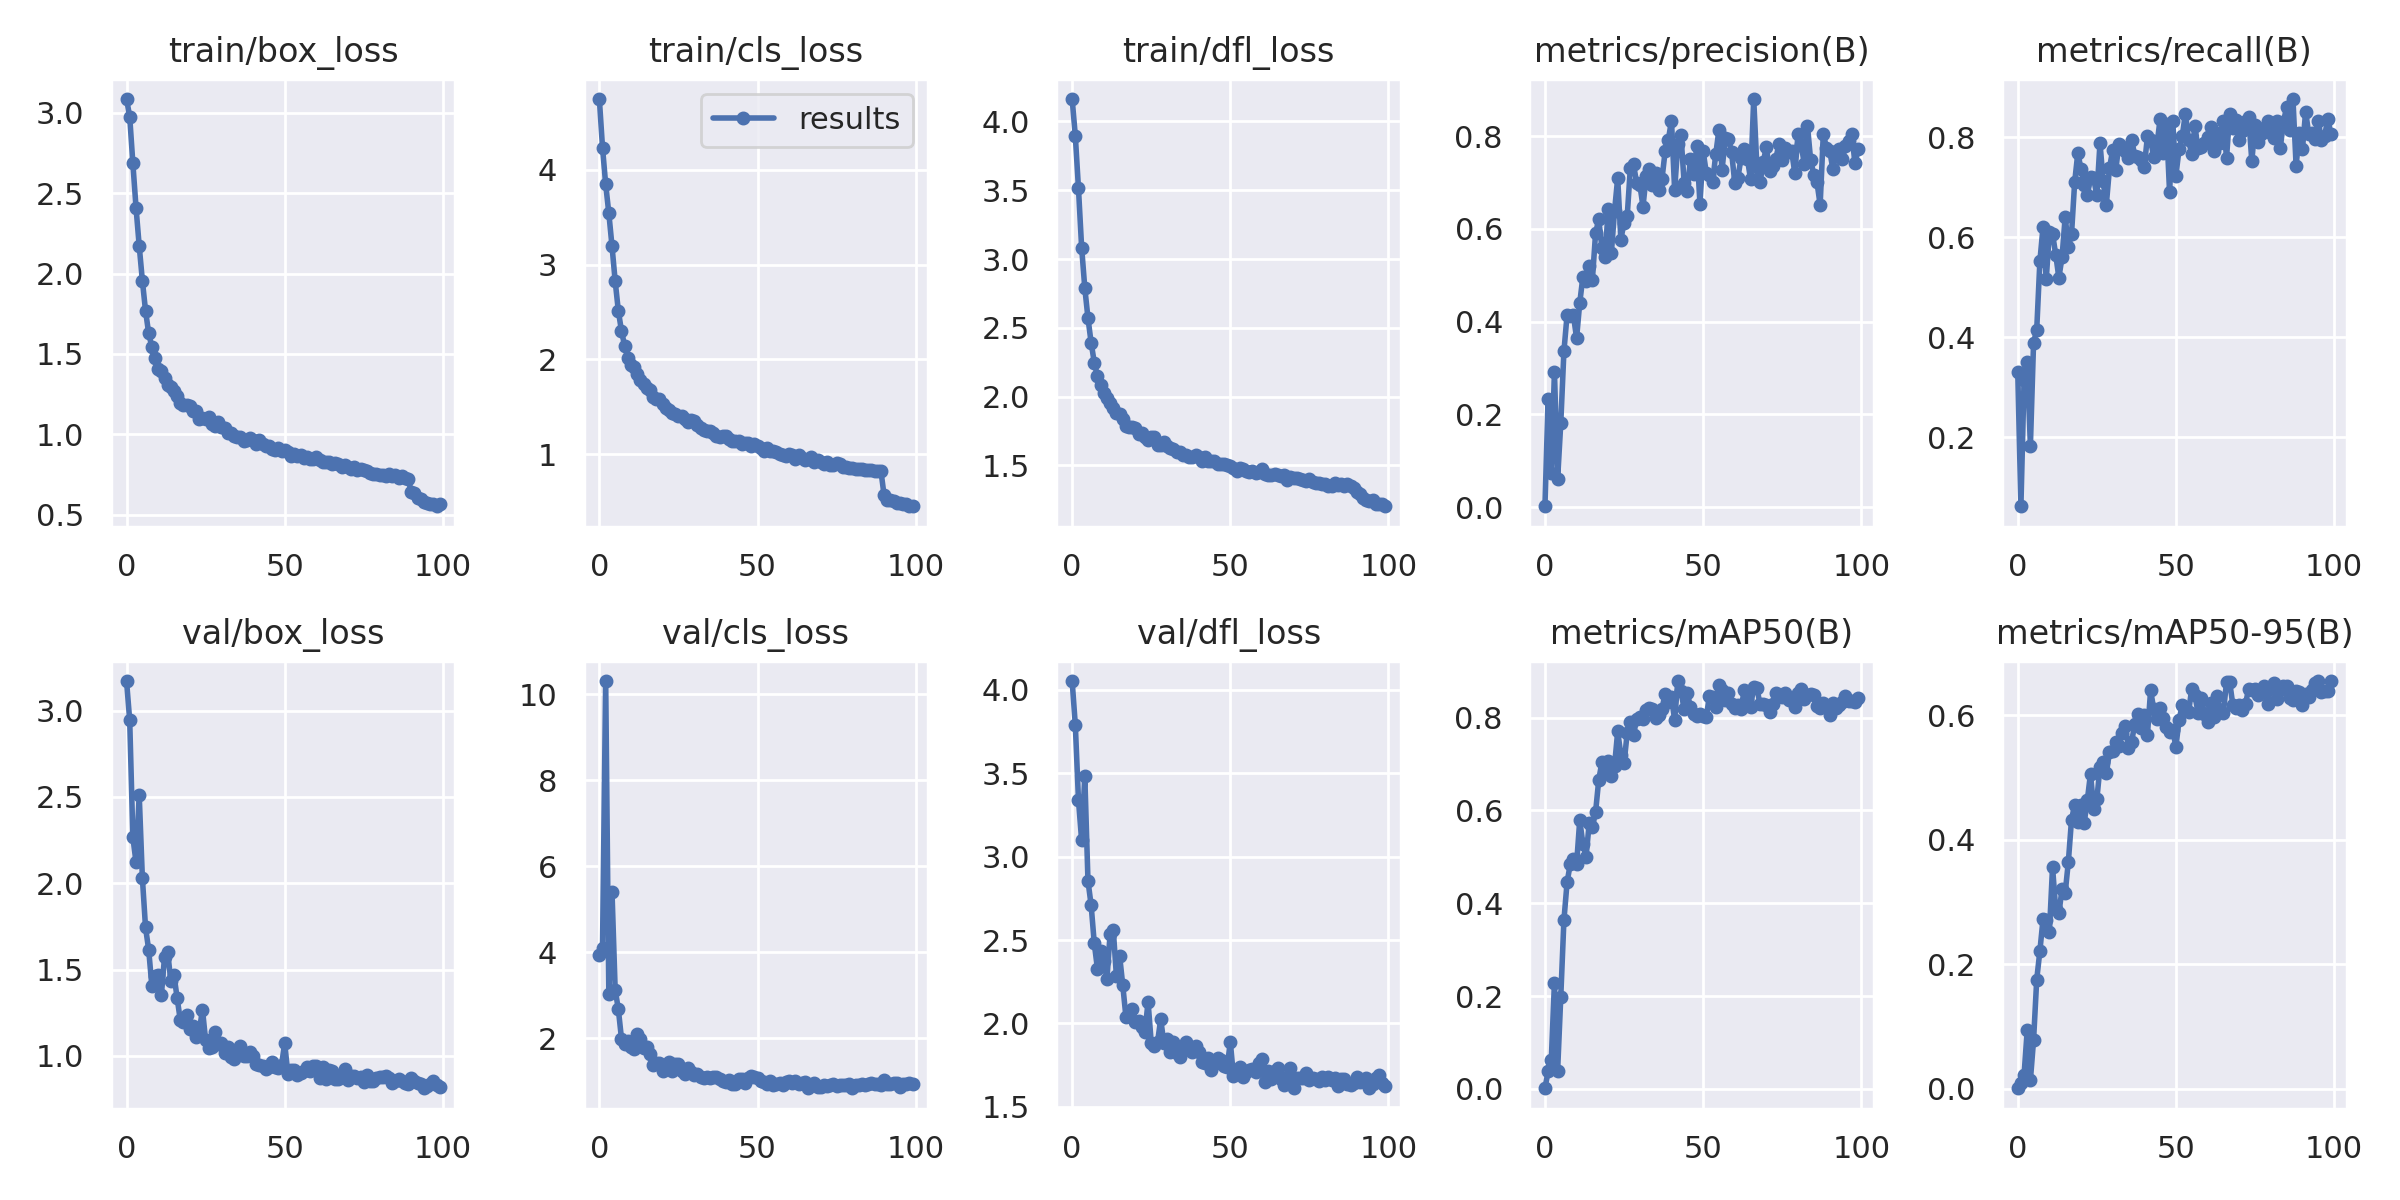 train/box_loss
3.0
2.5
2.0
1.5
1.0
0.5
0 50 100
train/cls_loss
results
4
3
2
1
0 50 100
train/dfl_loss
4.0
3.5
3.0
2.5
2.0
1.5
0 50 100
metrics/precision(B)
0.8
0.6
0.4
0.2
0.0
0 50 100
metrics/recall(B)
0.8
0.6
0.4
0.2
0 50 100
val/box_loss
3.0
2.5
2.0
1.5
1.0
0 50 100
val/cls_loss
10
8
6
4
2
0 50 100
val/dfl_loss
4.0
3.5
3.0
2.5
2.0
1.5
0 50 100
metrics/mAP50(B)
0.8
0.6
0.4
0.2
0.0
0 50 100
metrics/mAP50-95(B)
0.6
0.4
0.2
0.0
0 50 100